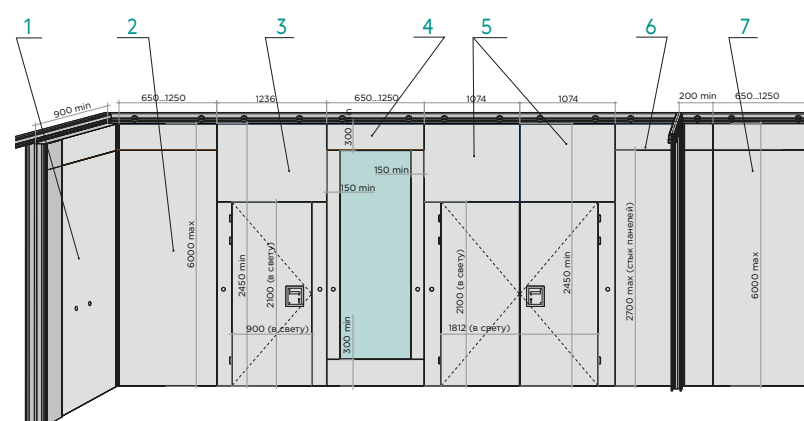 1 2 3 4 5 6 7
900 min 650...1250 1236 650...1250 1074 1074 200 min 650...1250
300 min
150 min
150 min
6000 max
2450 min
2100 (в свету)
900 (в свету)
300 min
2100 (в свету)
1812 (в свету)
2450 min
2700 max (стык панелей)
6000 max